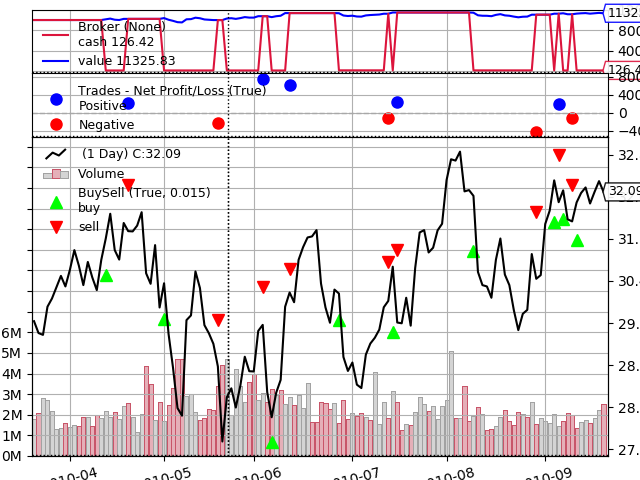 Broker (None)
cash 126.42
value 11325.83
1132
800
400
126.4
Trades - Net Profit/Loss (True)
Positive
Negative
800
400
0
−40
(1 Day) C:32.09
Volume
BuySell (True, 0.015)
buy
sell
32.
32.09
31.
30.
29.
28.
28.
27.
6M
5M
4M
3M
2M
1M
0M
010-04
010-05
010-06
010-07
010-08
010-09